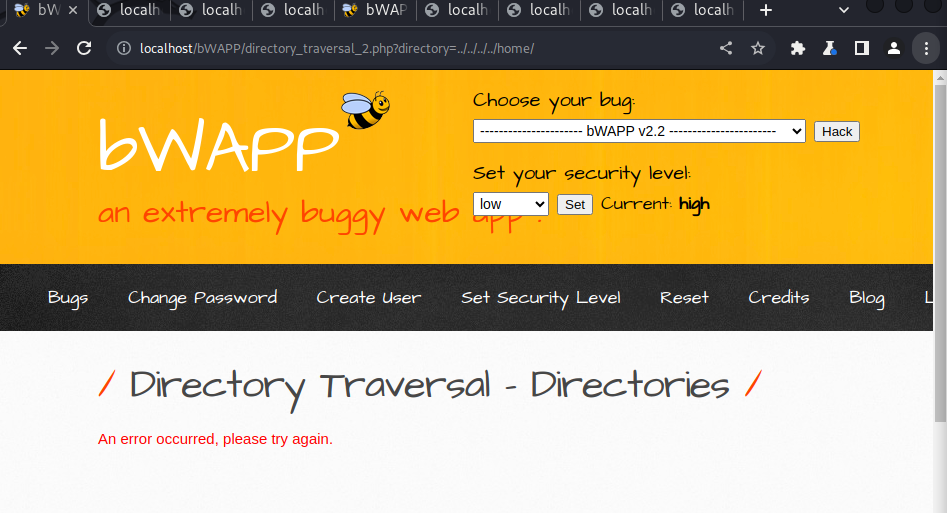 bW localh localh localh bWAPP localh localh localh localh
localhost/bWAPP/directory_traversal_2.php?directory=../../../../home/
Choose your bug:
bWAPP
--------------------- bWAPP v2.2 ----------------------- Hack
Set your security level:
an extremely buggy web app !
low Set Current: high
Bugs Change Password Create User Set Security Level Reset Credits Blog L
/ Directory Traversal - Directories /
An error occurred, please try again.